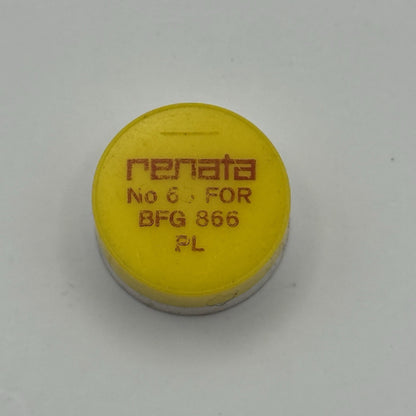 renata
No FOR
BFG 866
PL